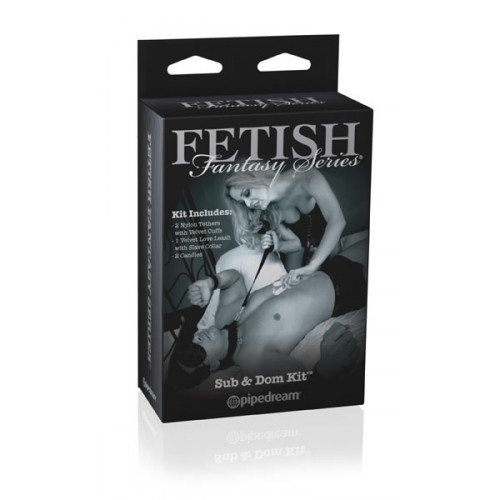 FETISH
Fantasy Series®
Kit Includes:
- 2 Nylon Tethers
with Velvet Cuffs
- 1 Velvet Love Leash
with Slave Collar
- 2 Candles
Sub & Dom Kit™
pipedream®
FETISH FANTASY SERIES